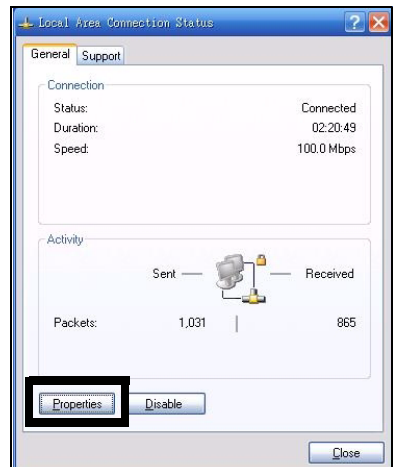 Local Area Connection Status
General Support
Connection
Status: Connected
Duration: 02:20:49
Speed: 100.0 Mbps
Activity
Sent — — Received
Packets: 1,031 | 865
Properties Disable
Close